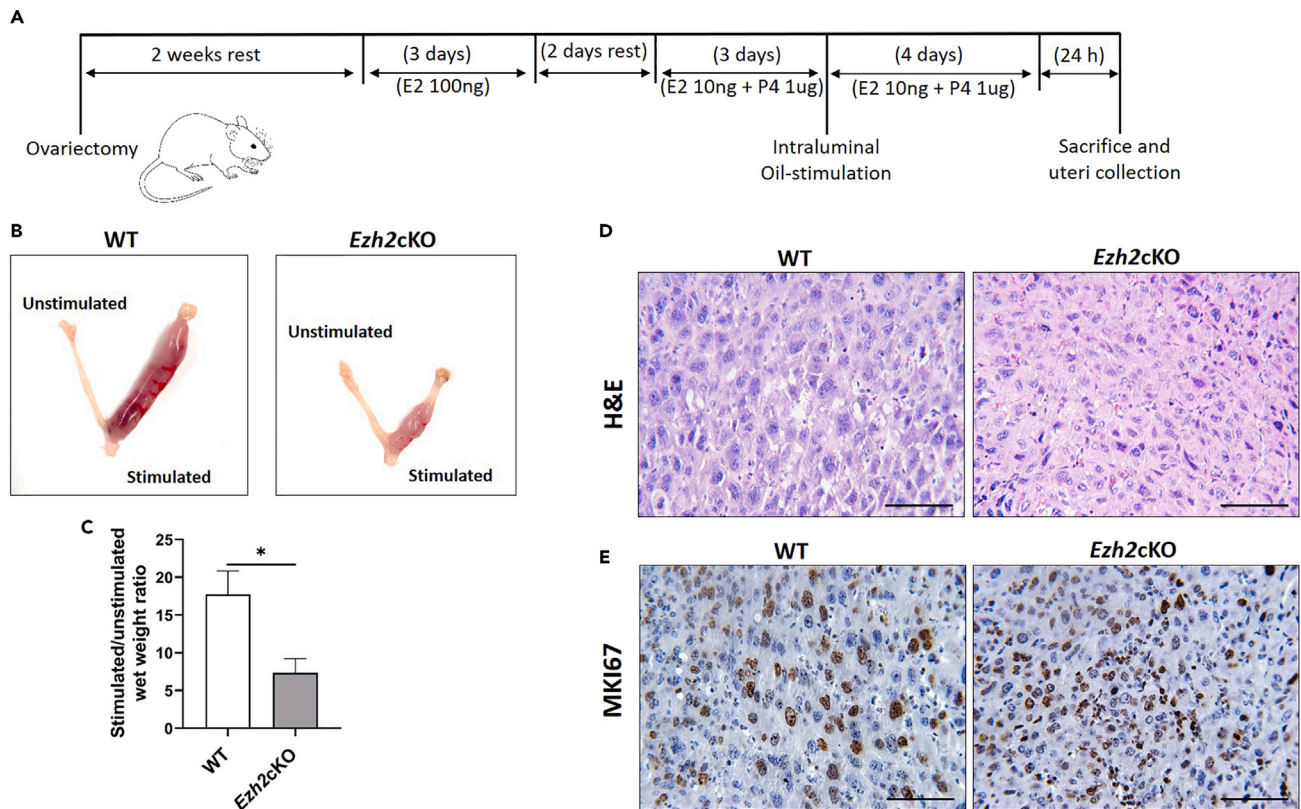 A
2 weeks rest
(3 days)
(E2 100ng)
(2 days rest)
(3 days)
(E2 10ng + P4 1ug)
(4 days)
(E2 10ng + P4 1ug)
(24 h)
Ovariectomy
Intraluminal
Oil-stimulation
Sacrifice and
uteri collection
B
WT
Ezh2cKO
Unstimulated
Stimulated
Unstimulated
Stimulated
C
Stimulated/unstimulated
wet weight ratio
25
20
15
10
5
0
*
WT
Ezh2cKO
D
WT
Ezh2cKO
H&E
E
WT
Ezh2cKO
MKI67